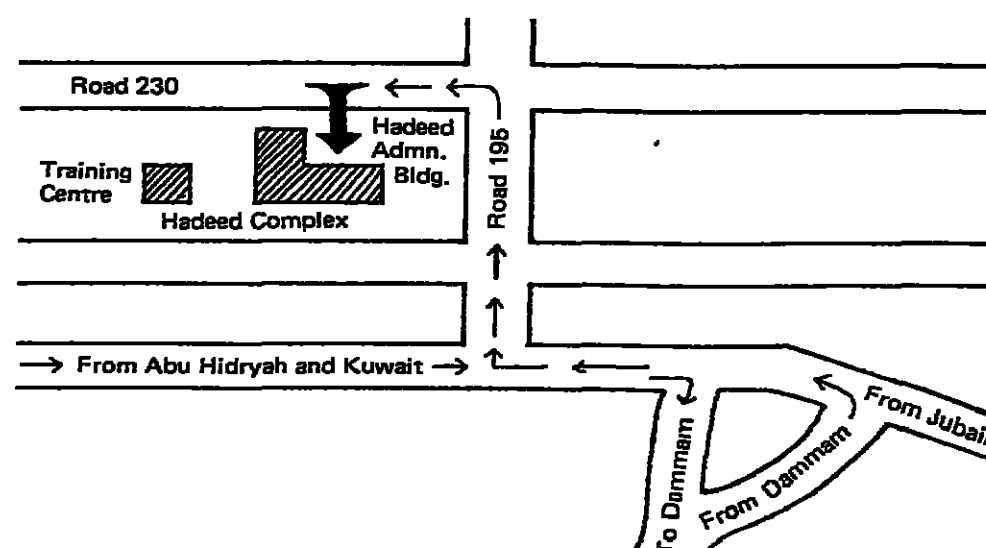 Road 230
Hadeed
Admn.
Bldg.
Road 195
Training
Centre
Hadeed Complex
From Abu Hidryah and Kuwait
From Jubail
To Dammam
From Dammam